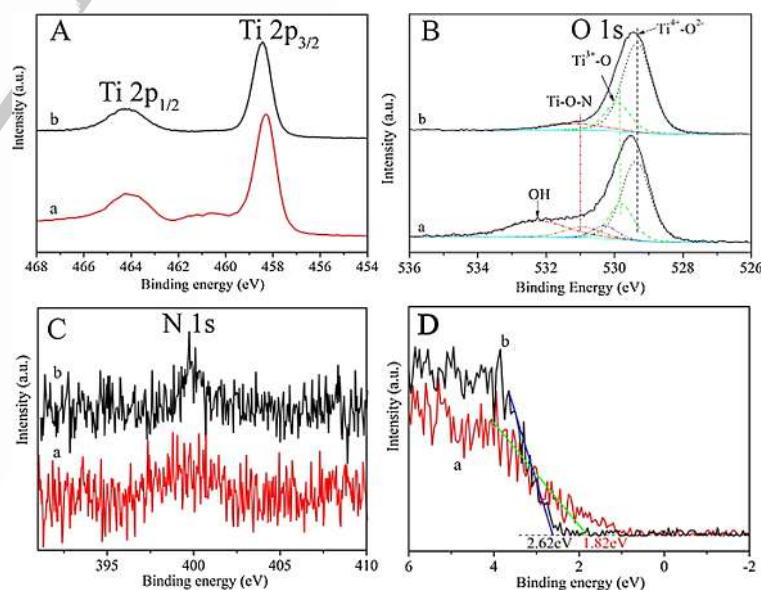 A
Ti 2p3/2
Ti 2p1/2
b
a
Intensity (a.u.)
468 466 464 462 460 458 456 454
Binding energy (eV)
B
O 1s
Ti4+-O2-
Ti3+-O
Ti-O-N
b
OH
a
Intensity (a.u.)
536 534 532 530 528 526
Binding Energy (eV)
C
N 1s
b
a
Intensity (a.u.)
395 400 405 410
Binding energy (eV)
D
b
a
2.62eV 1.82eV
Intensity (a.u.)
6 4 2 0 -2
Binding energy (eV)